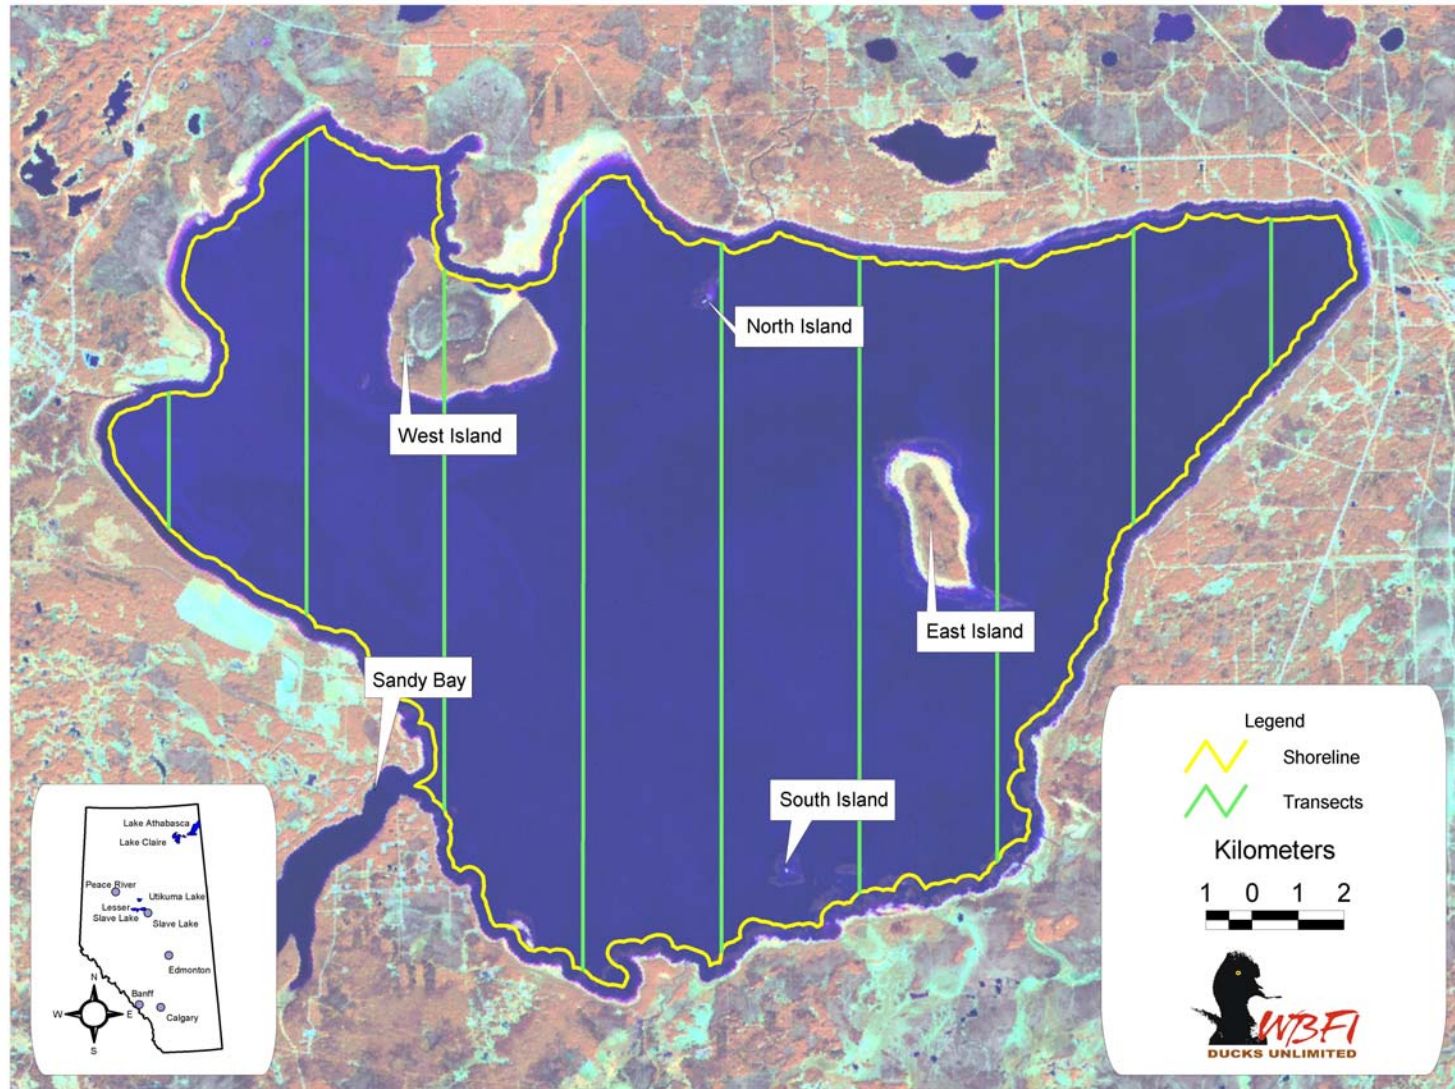 North Island
West Island
East Island
Sandy Bay
South Island
Legend
Shoreline
Transects
Kilometers
1 0 1 2
WBFI
DUCKS UNLIMITED
Lake Athabasca
Lake Claire
Peace River
Utikuma Lake
Lesser
Slave Lake
Slave Lake
Edmonton
Banff
Calgary
N
W
E
S